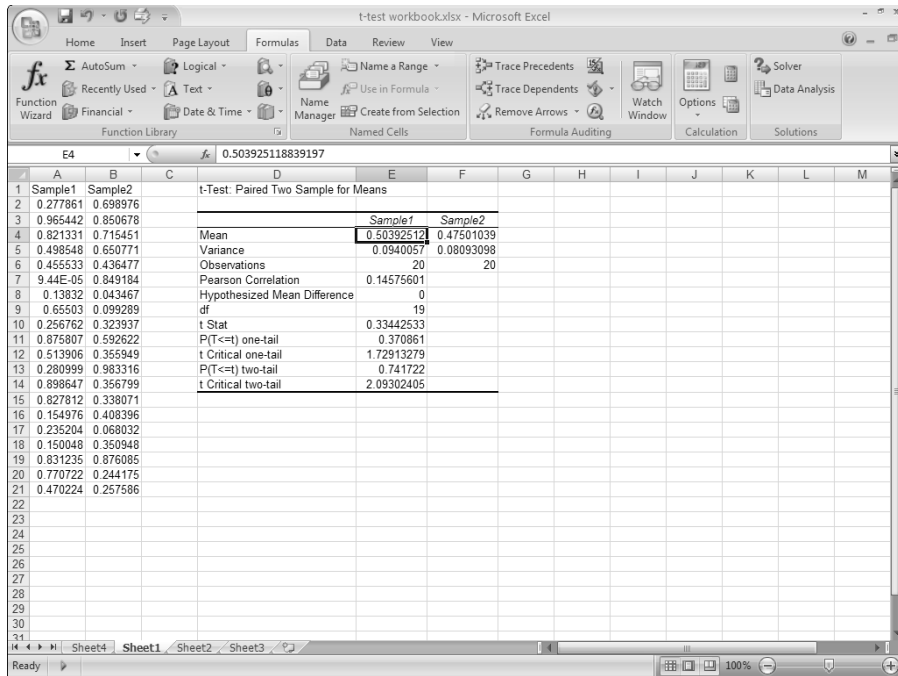 t-test workbook.xlsx - Microsoft Excel
Home Insert Page Layout Formulas Data Review View
fx Function Wizard
Σ AutoSum
Recently Used
Financial
Logical
Text
Date & Time
Function Library
Name Manager
Name a Range
Use in Formula
Create from Selection
Named Cells
Trace Precedents
Trace Dependents
Remove Arrows
Formula Auditing
Watch Window
Options
Calculation
Solver
Data Analysis
Solutions
E4 fx 0.503925118839197
A B C D E F G H I J K L M
1 Sample1 Sample2 t-Test: Paired Two Sample for Means
2 0.277861 0.698976
3 0.965442 0.850678 Sample1 Sample2
4 0.821331 0.715451 Mean 0.50392512 0.47501039
5 0.498548 0.650771 Variance 0.0940057 0.08093098
6 0.455533 0.436477 Observations 20 20
7 9.44E-05 0.849184 Pearson Correlation 0.14575601
8 0.13832 0.043467 Hypothesized Mean Difference 0
9 0.65503 0.099289 df 19
10 0.256762 0.323937 t Stat 0.33442533
11 0.875807 0.592622 P(T<=t) one-tail 0.370861
12 0.513906 0.355949 t Critical one-tail 1.72913279
13 0.280999 0.983316 P(T<=t) two-tail 0.741722
14 0.898647 0.356799 t Critical two-tail 2.09302405
15 0.827812 0.338071
16 0.154976 0.408396
17 0.235204 0.068032
18 0.150048 0.350948
19 0.831235 0.876085
20 0.770722 0.244175
21 0.470224 0.257586
22
23
24
25
26
27
28
29
30
31
Sheet4 Sheet1 Sheet2 Sheet3
Ready 100%